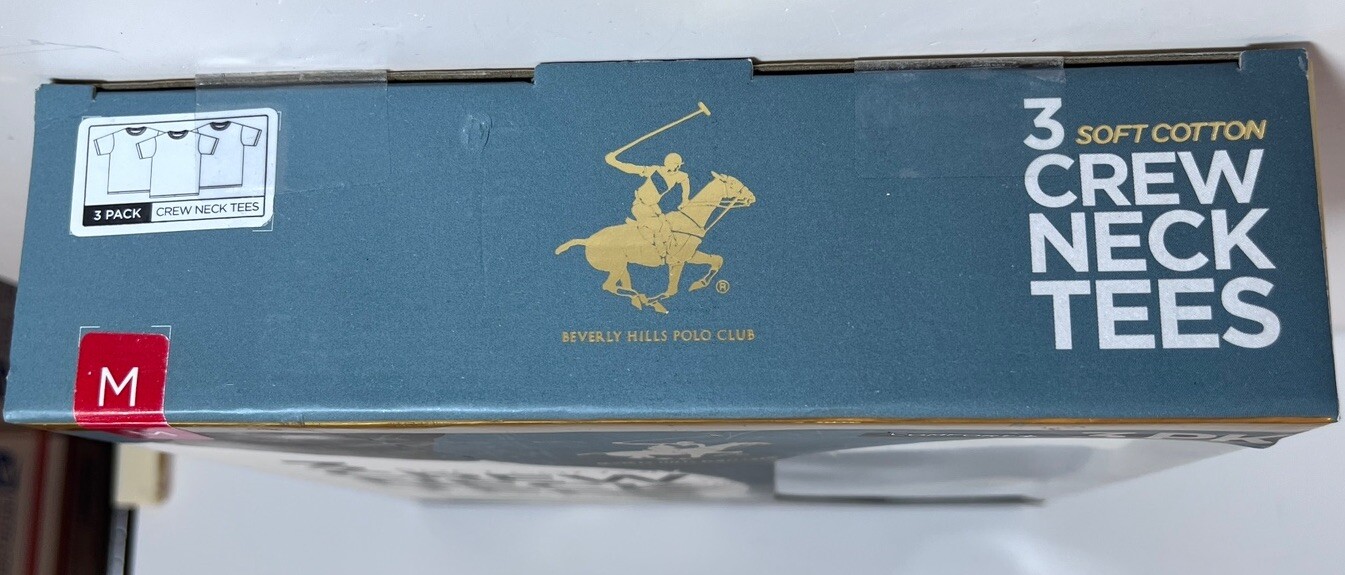 3 PACK CREW NECK TEES
M
®
BEVERLY HILLS POLO CLUB
3 SOFT COTTON
CREW
NECK
TEES